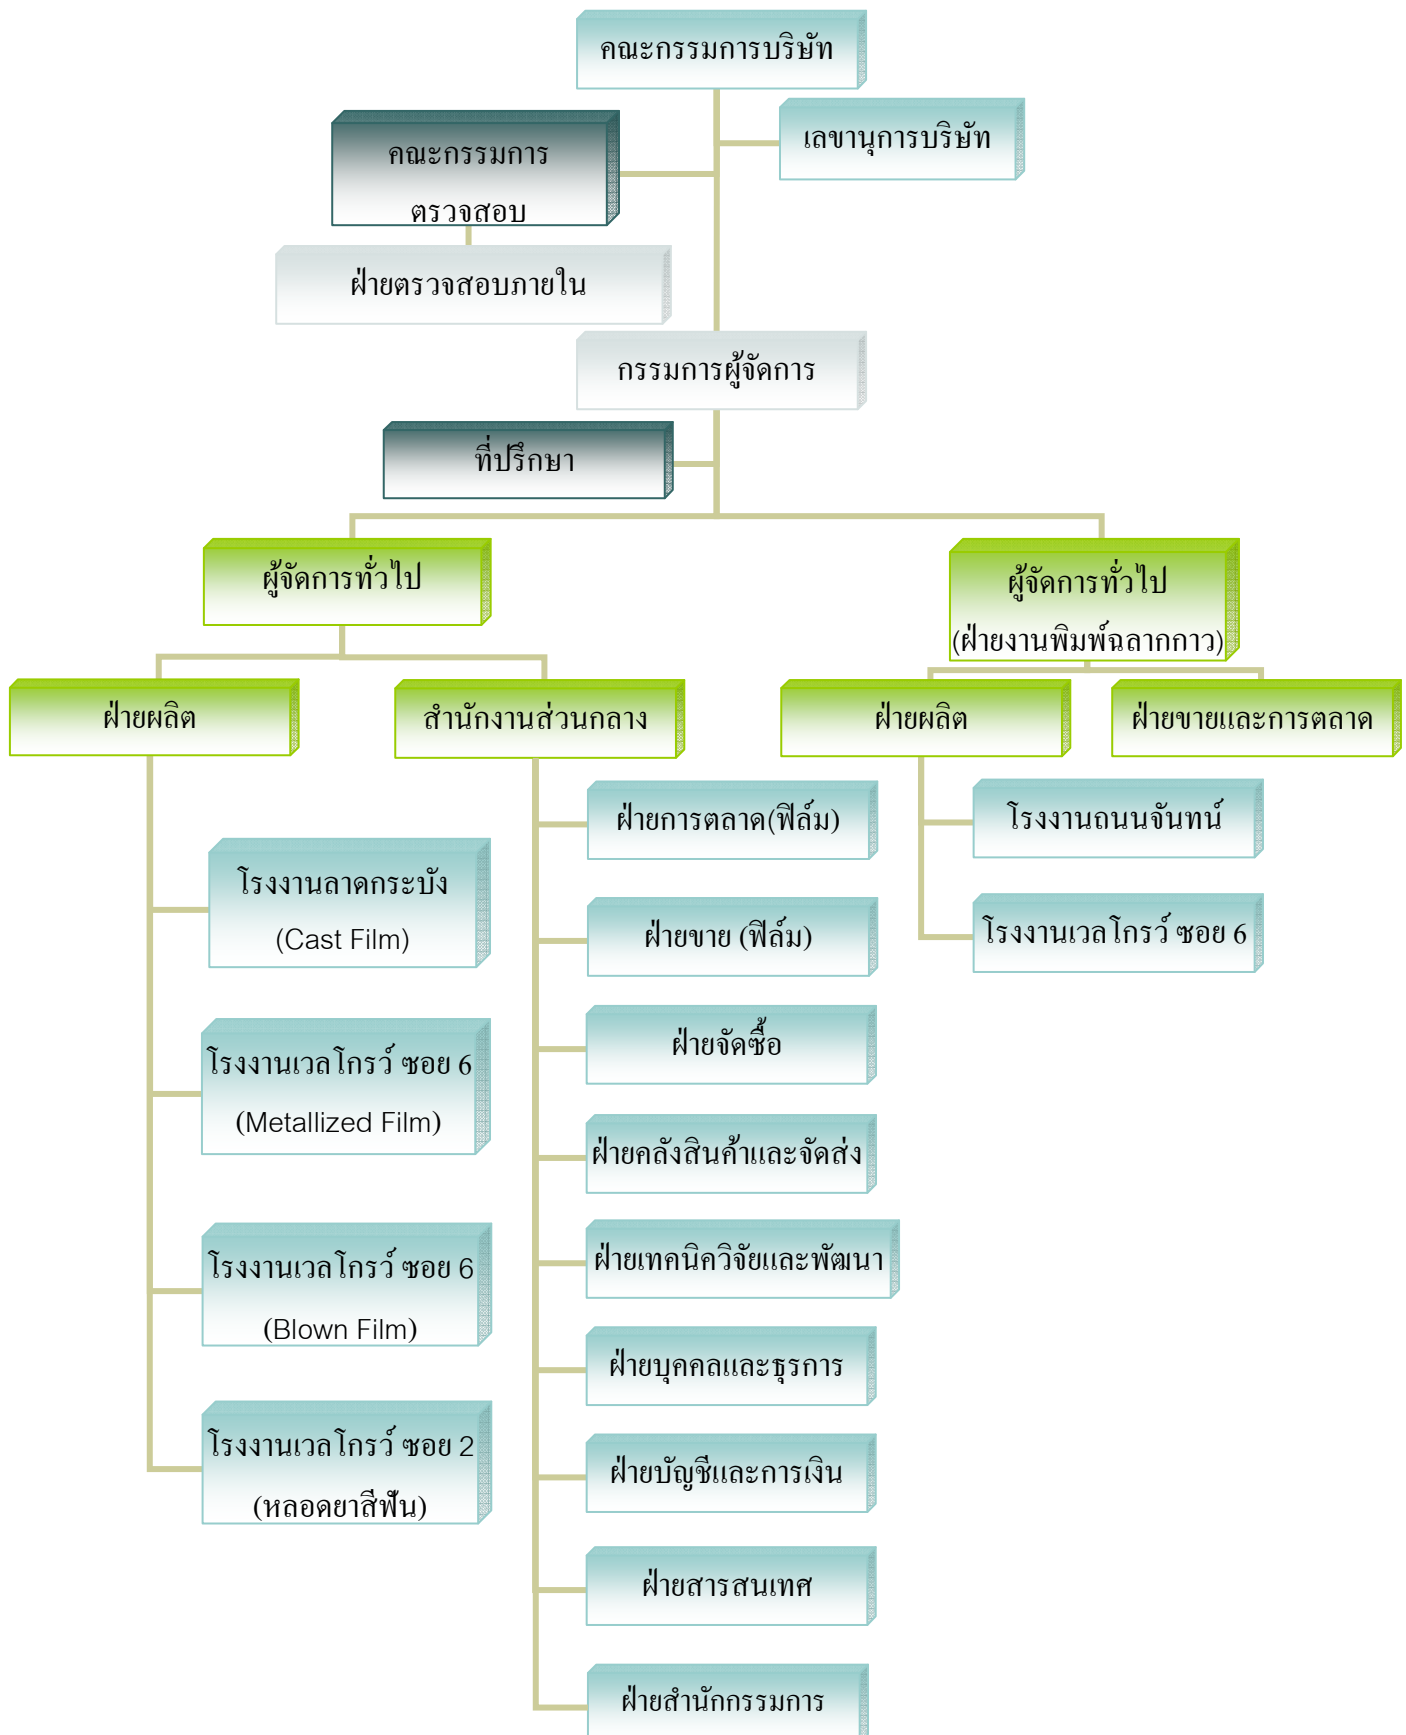 คณะกรรมการบริษัท
เลขานุการบริษัท
คณะกรรมการ
ตรวจสอบ
ฝ่ายตรวจสอบภายใน
กรรมการผู้จัดการ
ที่ปรึกษา
ผู้จัดการทั่วไป
ผู้จัดการทั่วไป
(ฝ่ายงานพิมพ์ฉลากกาว)
ฝ่ายผลิต
สำนักงานส่วนกลาง
ฝ่ายผลิต
ฝ่ายขายและการตลาด
โรงงานลาดกระบัง
(Cast Film)
โรงงานเวลโกรว์ ซอย 6
(Metallized Film)
โรงงานเวลโกรว์ ซอย 6
(Blown Film)
โรงงานเวลโกรว์ ซอย 2
(หลอดยาสีฟัน)
ฝ่ายการตลาด(ฟิล์ม)
ฝ่ายขาย (ฟิล์ม)
ฝ่ายจัดซื้อ
ฝ่ายคลังสินค้าและจัดส่ง
ฝ่ายเทคนิควิจัยและพัฒนา
ฝ่ายบุคคลและธุรการ
ฝ่ายบัญชีและการเงิน
ฝ่ายสารสนเทศ
ฝ่ายสำนักกรรมการ
โรงงานถนนจันทน์
โรงงานเวลโกรว์ ซอย 6